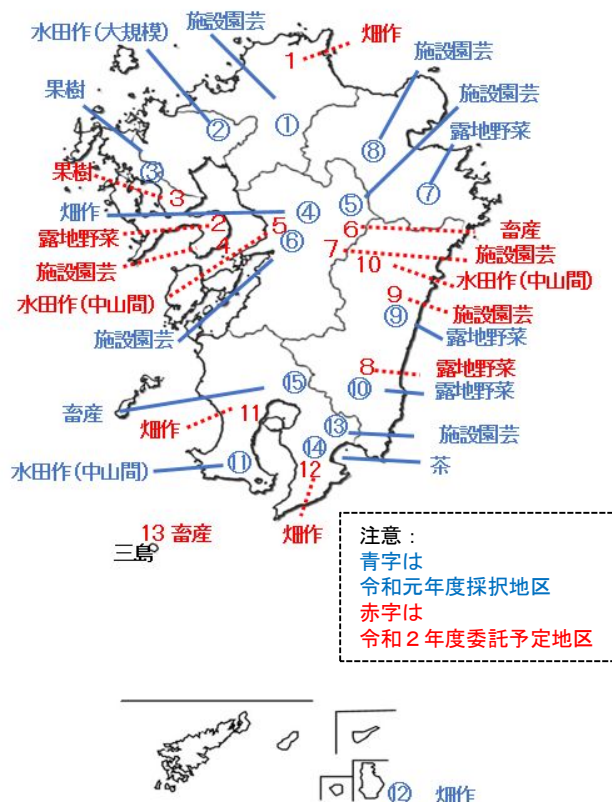 施設園芸
水田作(大規模)
畑作
1
施設園芸
果樹
施設園芸
②
①
⑧
露地野菜
③
果樹
3
⑤
⑦
畑作
④
2
5
6
畜産
露地野菜
⑥
4
7
施設園芸
施設園芸
10
水田作(中山間)
水田作(中山間)
9
施設園芸
⑨
施設園芸
露地野菜
8
露地野菜
⑮
⑩
露地野菜
畜産
11
畑作
⑬
施設園芸
⑭
水田作(中山間)
⑪
12
茶
13 畜産
三島
畑作
注意：
青字は
令和元年度採択地区
赤字は
令和２年度委託予定地区
⑫ 畑作